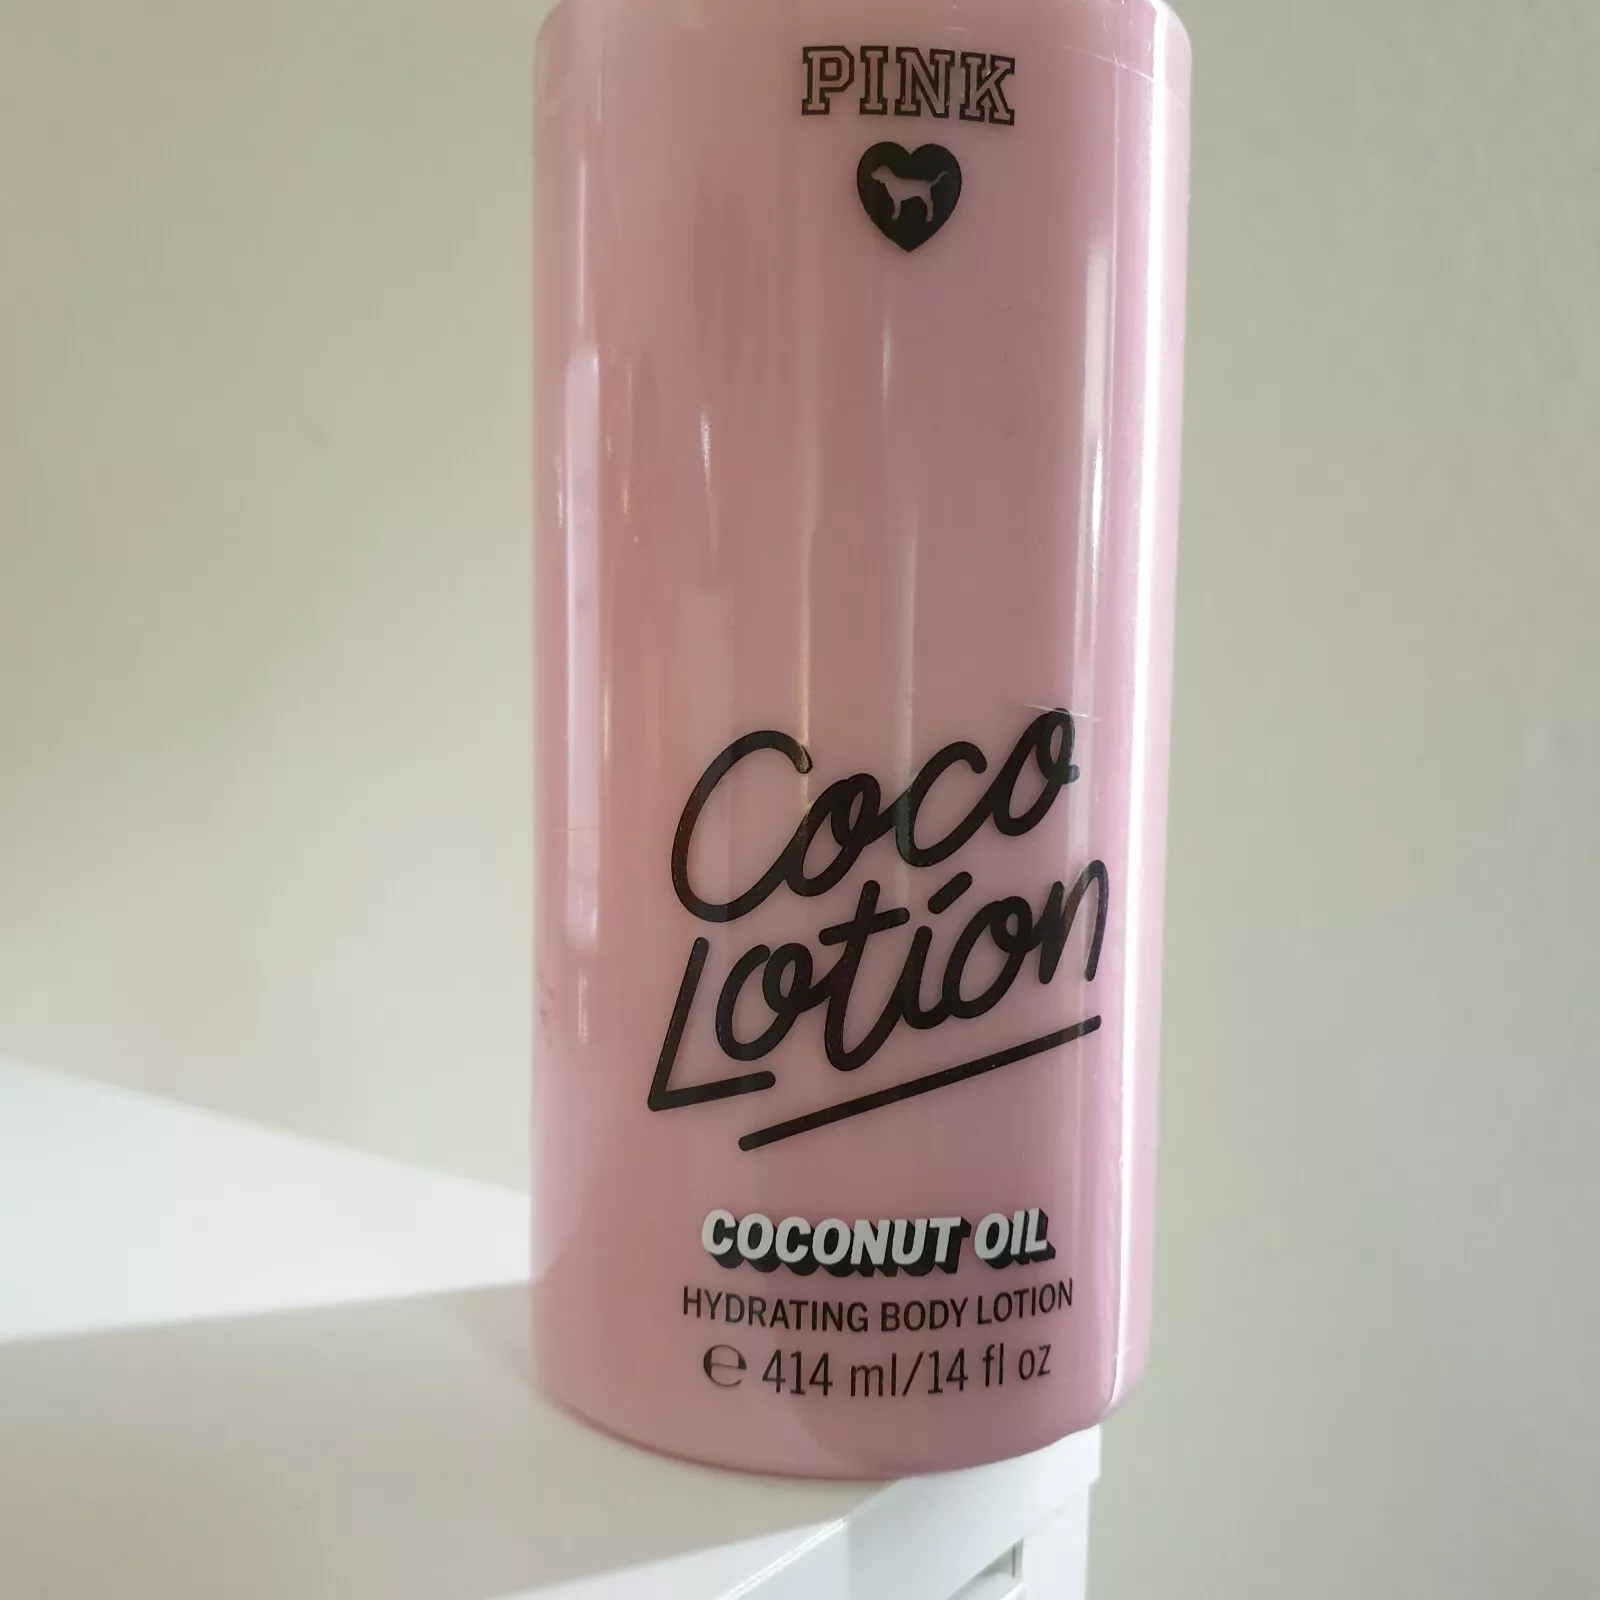 PINK
Coco
Lotion
COCONUT OIL
HYDRATING BODY LOTION
℮ 414 ml/14 fl oz